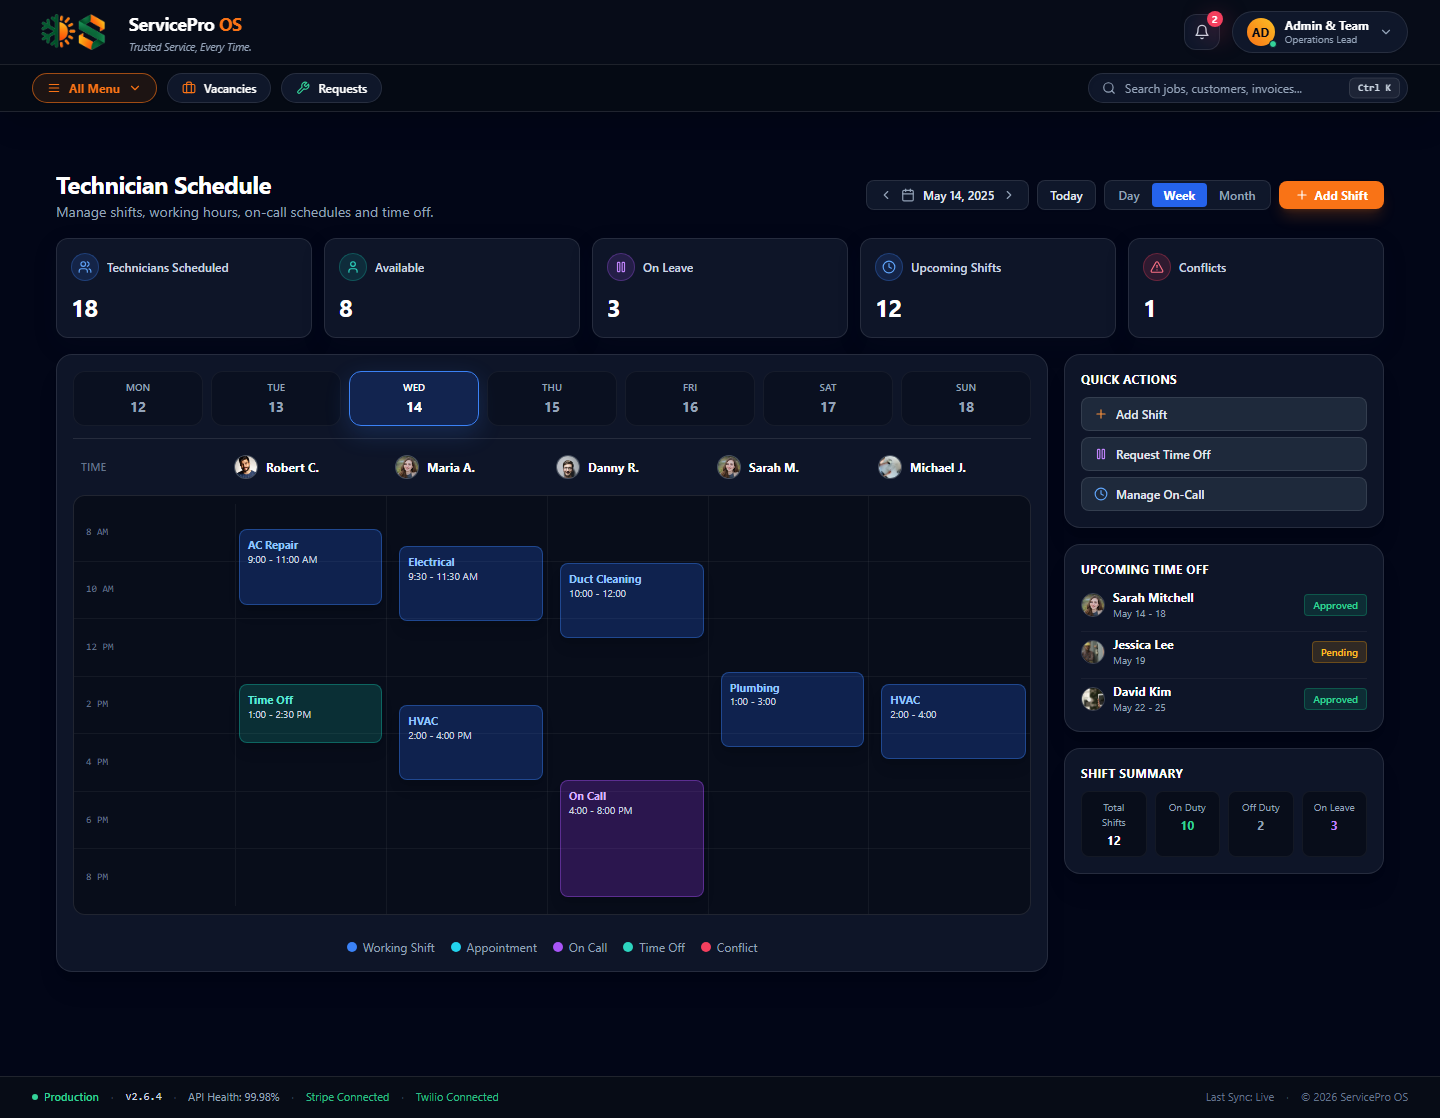 ServicePro OS
Trusted Service, Every Time.
2
AD
Admin & Team
Operations Lead
All Menu
Vacancies
Requests
Search jobs, customers, invoices...
Ctrl K
Technician Schedule
Manage shifts, working hours, on-call schedules and time off.
May 14, 2025
Today
Day
Week
Month
Add Shift
Technicians Scheduled
18
Available
8
On Leave
3
Upcoming Shifts
12
Conflicts
1
MON
12
TUE
13
WED
14
THU
15
FRI
16
SAT
17
SUN
18
TIME
Robert C.
Maria A.
Danny R.
Sarah M.
Michael J.
8 AM
10 AM
12 PM
2 PM
4 PM
6 PM
8 PM
AC Repair
9:00 - 11:00 AM
Time Off
1:00 - 2:30 PM
Electrical
9:30 - 11:30 AM
HVAC
2:00 - 4:00 PM
Duct Cleaning
10:00 - 12:00
On Call
4:00 - 8:00 PM
Plumbing
1:00 - 3:00
HVAC
2:00 - 4:00
Working Shift
Appointment
On Call
Time Off
Conflict
QUICK ACTIONS
Add Shift
Request Time Off
Manage On-Call
UPCOMING TIME OFF
Sarah Mitchell
May 14 - 18
Approved
Jessica Lee
May 19
Pending
David Kim
May 22 - 25
Approved
SHIFT SUMMARY
Total
Shifts
12
On Duty
10
Off Duty
2
On Leave
3
Production · v2.6.4 · API Health: 99.98% · Stripe Connected · Twilio Connected
Last Sync: Live · © 2026 ServicePro OS